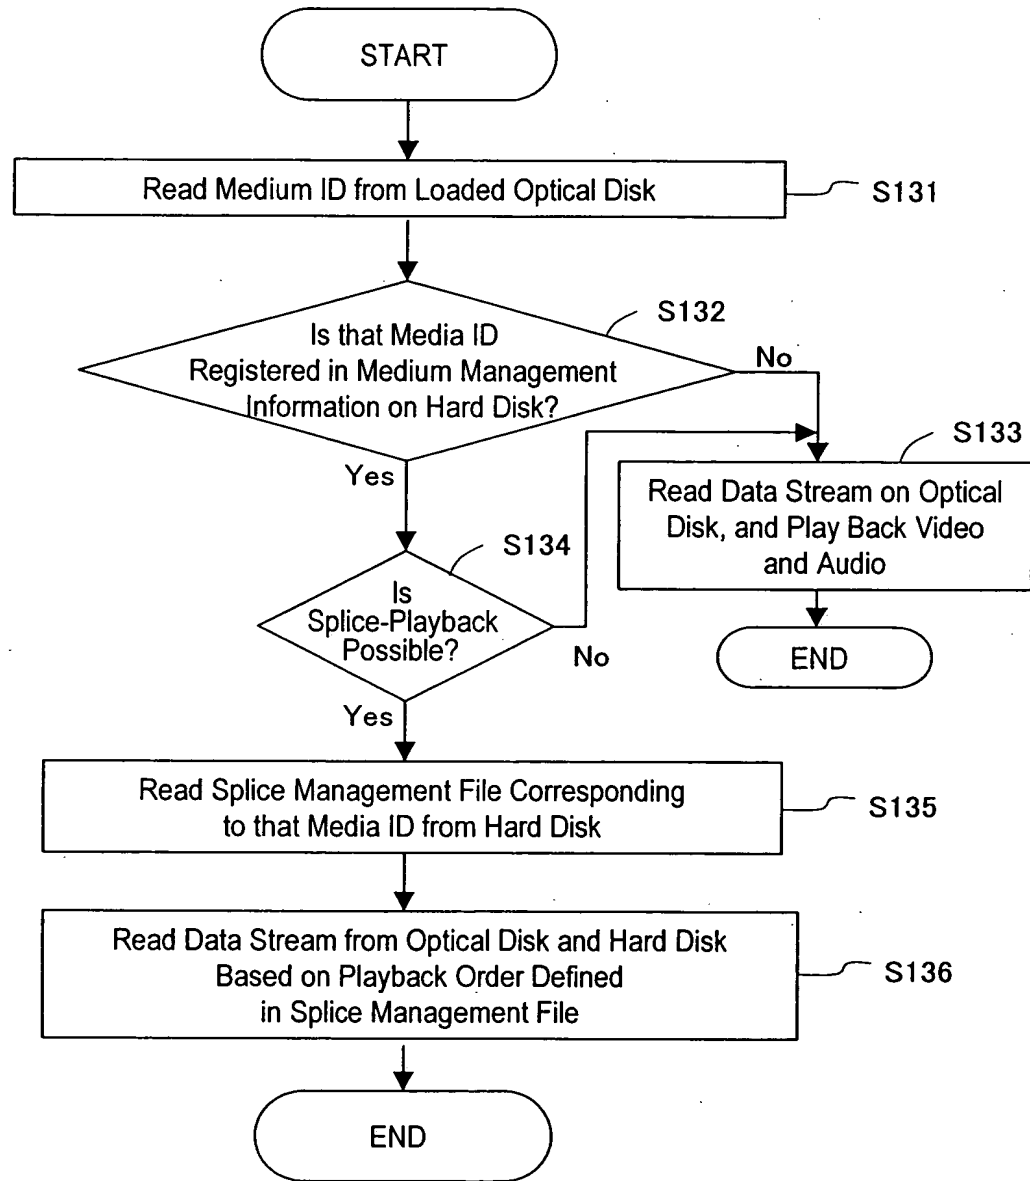 START
Read Medium ID from Loaded Optical Disk
S131
S132
Is that Media ID
Registered in Medium Management
Information on Hard Disk?
No
Yes
S133
Read Data Stream on Optical
Disk, and Play Back Video
and Audio
END
S134
Is
Splice-Playback
Possible?
No
Yes
Read Splice Management File Corresponding
to that Media ID from Hard Disk
S135
Read Data Stream from Optical Disk and Hard Disk
Based on Playback Order Defined
in Splice Management File
S136
END